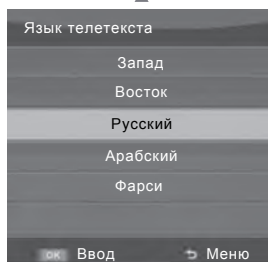 Язык телетекста
Запад
Восток
Русский
Арабский
Фарси
OK Ввод Меню